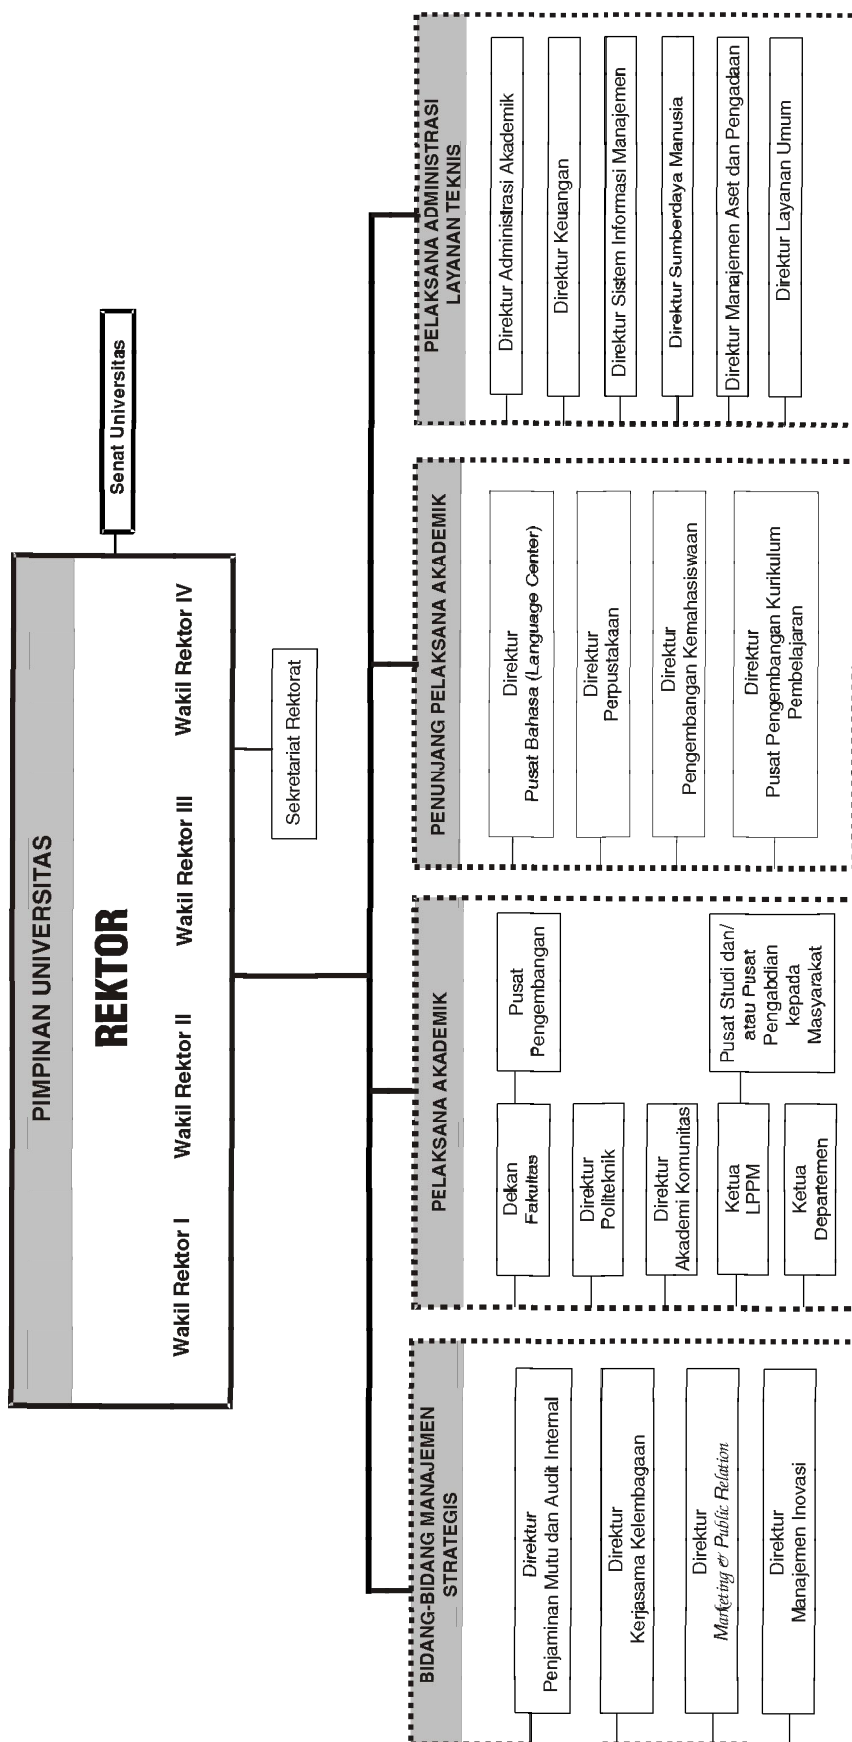 PIMPINAN UNIVERSITAS
REKTOR
Wakil Rektor I
Wakil Rektor II
Wakil Rektor III
Wakil Rektor IV
Senat Universitas
Sekretariat Rektorat
BIDANG-BIDANG MANAJEMEN
STRATEGIS
Direktur
Penjaminan Mutu dan Audit Internal
Direktur
Kerjasama Kelembagaan
Direktur
Marketing & Public Relation
Direktur
Manajemen Inovasi
PELAKSANA AKADEMIK
Dekan
Fakultas
Pusat
Pengembangan
Direktur
Politeknik
Direktur
Akademi Komunitas
Ketua
LPPM
Pusat Studi dan/
atau Pusat
Pengabdian
kepada
Masyarakat
Ketua
Departemen
PENUNJANG PELAKSANA AKADEMIK
Direktur
Pusat Bahasa (Language Center)
Direktur
Perpustakaan
Direktur
Pengembangan Kemahasiswaan
Direktur
Pusat Pengembangan Kurikulum
Pembelajaran
PELAKSANA ADMINISTRASI
LAYANAN TEKNIS
Direktur Administrasi Akademik
Direktur Keuangan
Direktur Sistem Informasi Manajemen
Direktur Sumberdaya Manusia
Direktur Manajemen Aset dan Pengadaan
Direktur Layanan Umum